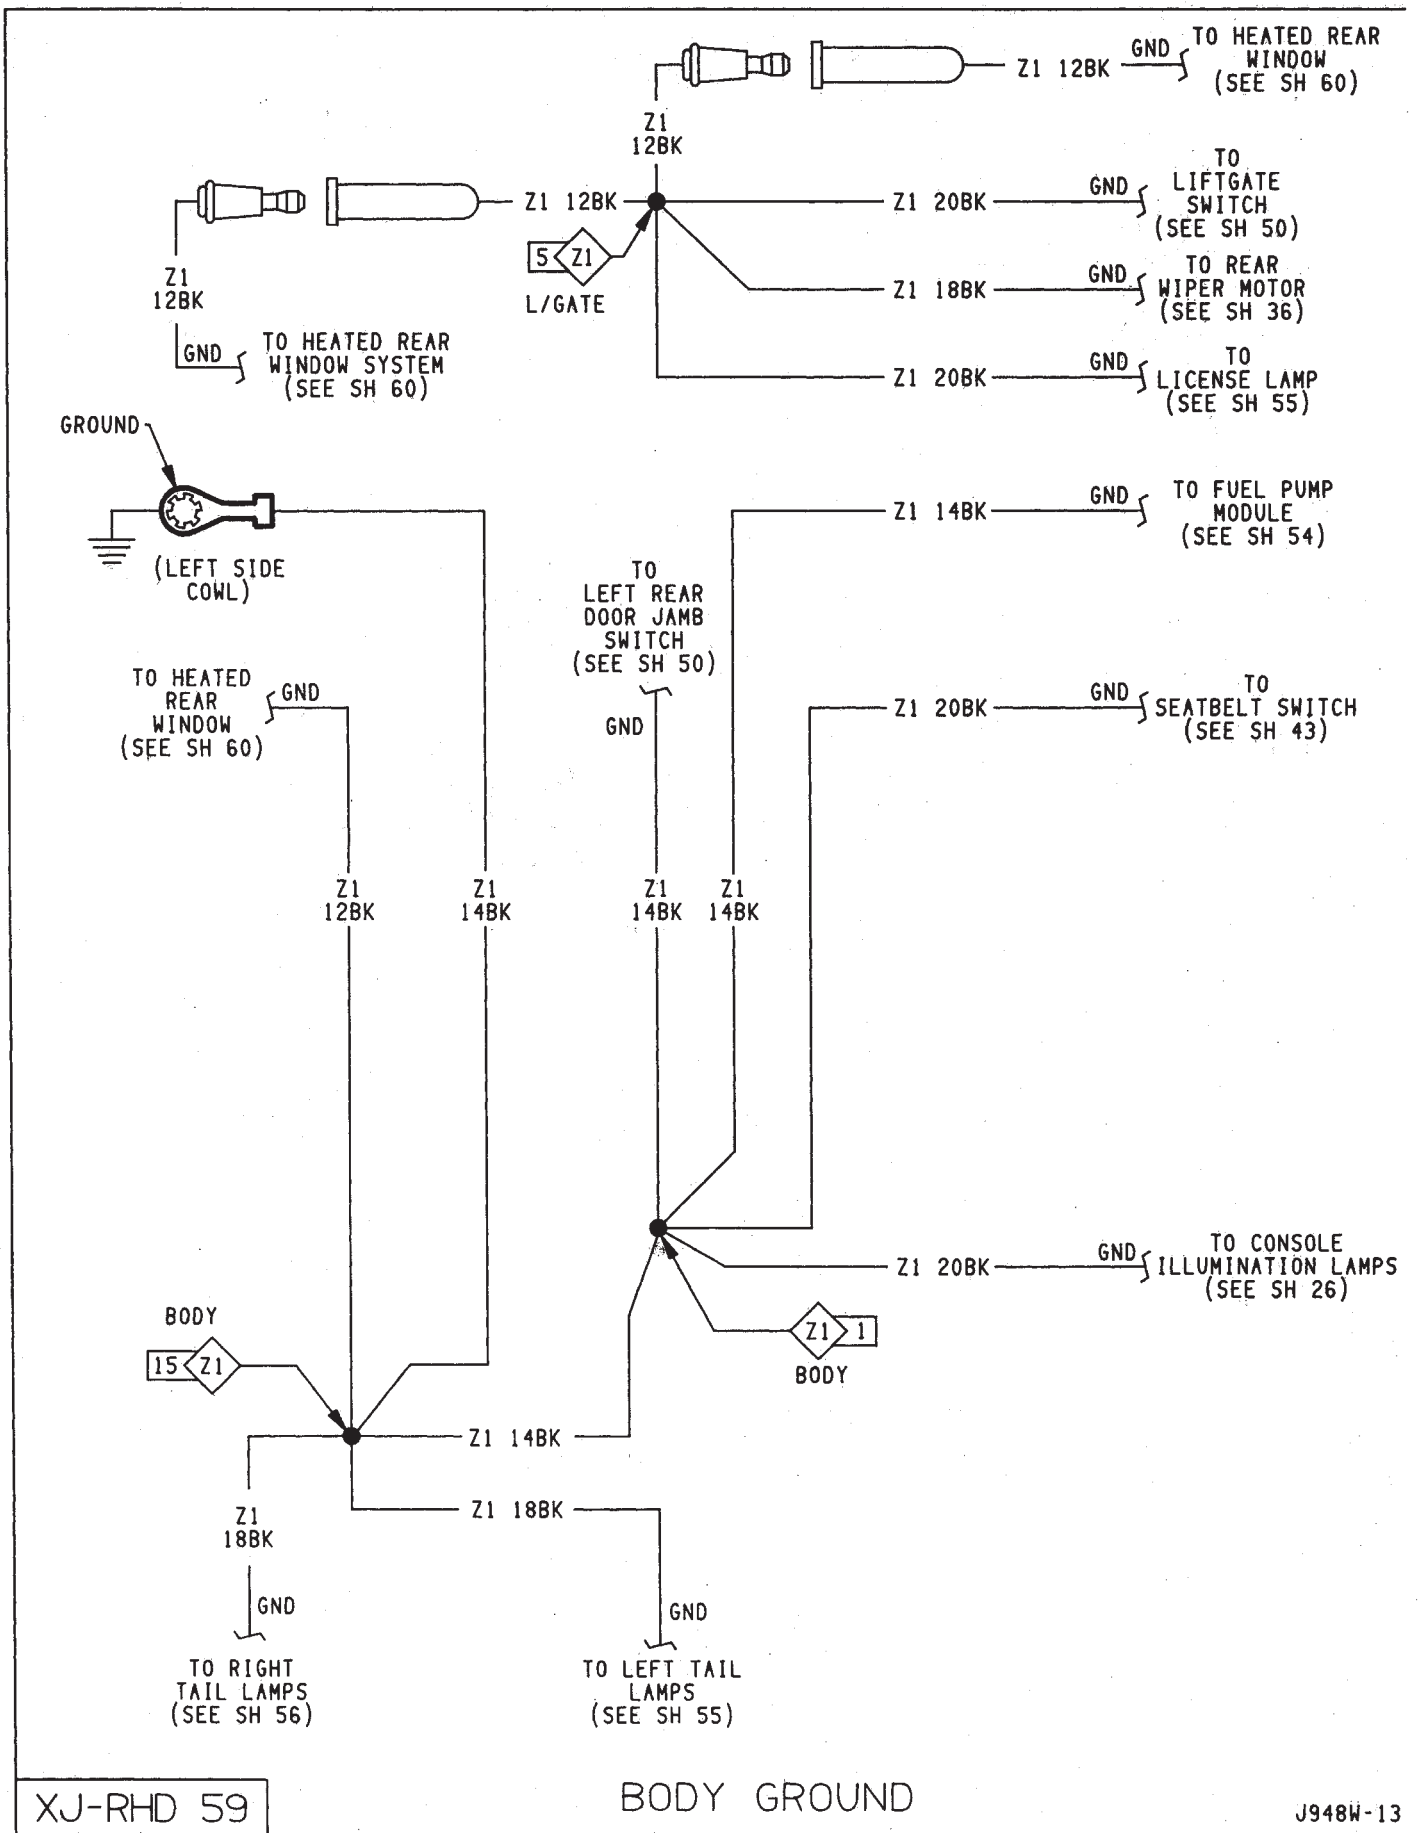 GND
TO HEATED REAR
WINDOW
(SEE SH 60)
Z1 12BK
Z1
12BK
TO
LIFTGATE
SWITCH
(SEE SH 50)
GND
Z1 20BK
Z1 12BK
5 Z1
L/GATE
Z1
12BK
TO REAR
WIPER MOTOR
(SEE SH 36)
GND
Z1 18BK
GND
TO HEATED REAR
WINDOW SYSTEM
(SEE SH 60)
TO
LICENSE LAMP
(SEE SH 55)
GND
Z1 20BK
GROUND
(LEFT SIDE
COWL)
Z1 14BK
GND
TO FUEL PUMP
MODULE
(SEE SH 54)
TO
LEFT REAR
DOOR JAMB
SWITCH
(SEE SH 50)
GND
TO HEATED
REAR
WINDOW
(SEE SH 60)
GND
Z1 20BK
GND
TO
SEATBELT SWITCH
(SEE SH 43)
Z1
12BK
Z1
14BK
Z1
14BK
Z1
14BK
Z1 20BK
GND
TO CONSOLE
ILLUMINATION LAMPS
(SEE SH 26)
Z1 1
BODY
BODY
15 Z1
Z1 14BK
Z1 18BK
Z1
18BK
GND
GND
TO RIGHT
TAIL LAMPS
(SEE SH 56)
TO LEFT TAIL
LAMPS
(SEE SH 55)
XJ-RHD 59
BODY GROUND
J948W-13